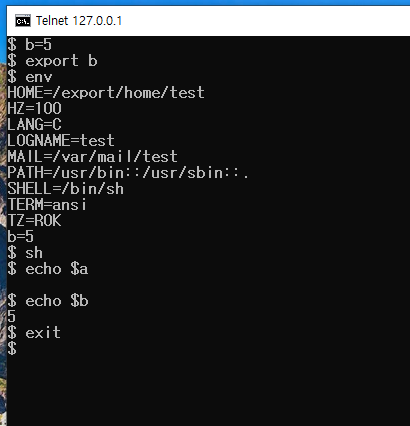 Telnet 127.0.0.1
$ b=5
$ export b
$ env
HOME=/export/home/test
HZ=100
LANG=C
LOGNAME=test
MAIL=/var/mail/test
PATH=/usr/bin::/usr/sbin::.
SHELL=/bin/sh
TERM=ansi
TZ=ROK
b=5
$ sh
$ echo $a

$ echo $b
5
$ exit
$